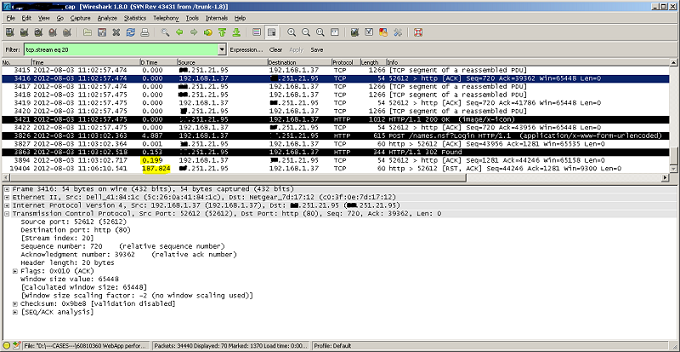 .cap [Wireshark 1.8.0 (SVN Rev 43431 from /trunk-1.8)]
File Edit View Go Capture Analyze Statistics Telephony Tools Internals Help
Filter: tcp.stream eq 20 Expression... Clear Apply Save
No. Time D Time Source Destination Protocol Length Info
3415 2012-08-03 11:02:57.474 0.000 .251.21.95 192.168.1.37 TCP 1266 [TCP segment of a reassembled PDU]
3416 2012-08-03 11:02:57.474 0.000 192.168.1.37 .251.21.95 TCP 54 52612 > http [ACK] Seq=720 Ack=39362 Win=65448 Len=0
3417 2012-08-03 11:02:57.474 0.000 .251.21.95 192.168.1.37 TCP 1266 [TCP segment of a reassembled PDU]
3418 2012-08-03 11:02:57.474 0.000 .251.21.95 192.168.1.37 TCP 1266 [TCP segment of a reassembled PDU]
3419 2012-08-03 11:02:57.474 0.000 192.168.1.37 .251.21.95 TCP 54 52612 > http [ACK] Seq=720 Ack=41786 Win=65448 Len=0
3420 2012-08-03 11:02:57.474 0.000 .251.21.95 192.168.1.37 TCP 1266 [TCP segment of a reassembled PDU]
3421 2012-08-03 11:02:57.474 0.000 .251.21.95 192.168.1.37 HTTP 1012 HTTP/1.1 200 OK (image/x-icon)
3422 2012-08-03 11:02:57.474 0.000 192.168.1.37 .251.21.95 TCP 54 52612 > http [ACK] Seq=720 Ack=43956 Win=65448 Len=0
3826 2012-08-03 11:03:02.364 4.887 192.168.1.37 .251.21.95 HTTP 615 POST /names.nsf?Login HTTP/1.1 (application/x-www-form-urlencoded)
3827 2012-08-03 11:03:02.364 0.001 .251.21.95 192.168.1.37 TCP 60 http > 52612 [ACK] Seq=43956 Ack=1281 Win=65335 Len=0
3863 2012-08-03 11:03:02.518 0.153 .251.21.95 192.168.1.37 HTTP 344 HTTP/1.1 302 Found
3894 2012-08-03 11:03:02.717 0.199 192.168.1.37 .251.21.95 TCP 54 52612 > http [ACK] Seq=1281 Ack=44246 Win=65158 Len=0
19404 2012-08-03 11:06:10.541 187.824 192.168.1.37 .251.21.95 TCP 60 52612 > http [RST, ACK] Seq=1281 Ack=44246 Win=9300 Len=0
Frame 3416: 54 bytes on wire (432 bits), 54 bytes captured (432 bits)
Ethernet II, Src: Dell_41:84:1c (5c:26:0a:41:84:1c), Dst: Netgear_7d:17:12 (c0:3f:0e:7d:17:12)
Internet Protocol Version 4, Src: 192.168.1.37 (192.168.1.37), Dst: .251.21.95 ( .251.21.95)
Transmission Control Protocol, Src Port: 52612 (52612), Dst Port: http (80), Seq: 720, Ack: 39362, Len: 0
Source port: 52612 (52612)
Destination port: http (80)
[Stream index: 20]
Sequence number: 720 (relative sequence number)
Acknowledgment number: 39362 (relative ack number)
Header length: 20 bytes
Flags: 0x010 (ACK)
Window size value: 65448
[Calculated window size: 65448]
[Window size scaling factor: -2 (no window scaling used)]
Checksum: 0x9be8 [validation disabled]
[SEQ/ACK analysis]
File: "D:\---CASES---\60810360 WebApp perfor... Packets: 34440 Displayed: 70 Marked: 1370 Load time: 0:00... Profile: Default